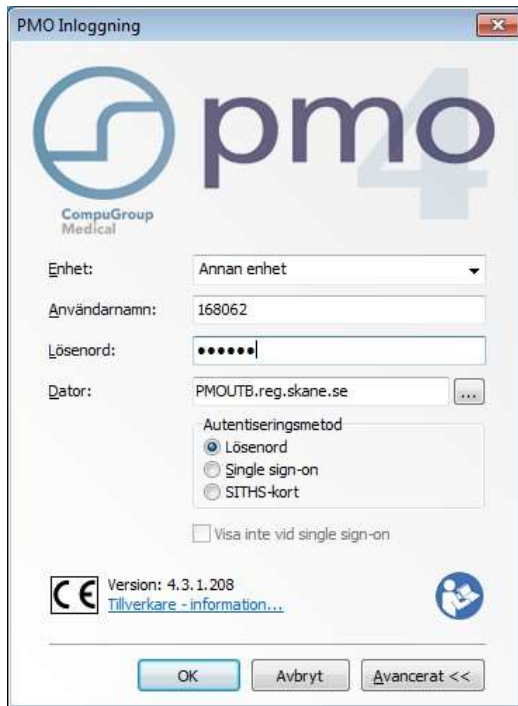 PMO Inloggning
pmo
4
CompuGroup
Medical
Enhet: Annan enhet
Användarnamn: 168062
Lösenord: ●●●●●●
Dator: PMOUTB.reg.skane.se ...
Autentiseringsmetod
Lösenord
Single sign-on
SITHS-kort
Visa inte vid single sign-on
CE Version: 4.3.1.208
Tillverkare - information...
OK Avbryt Avancerat <<